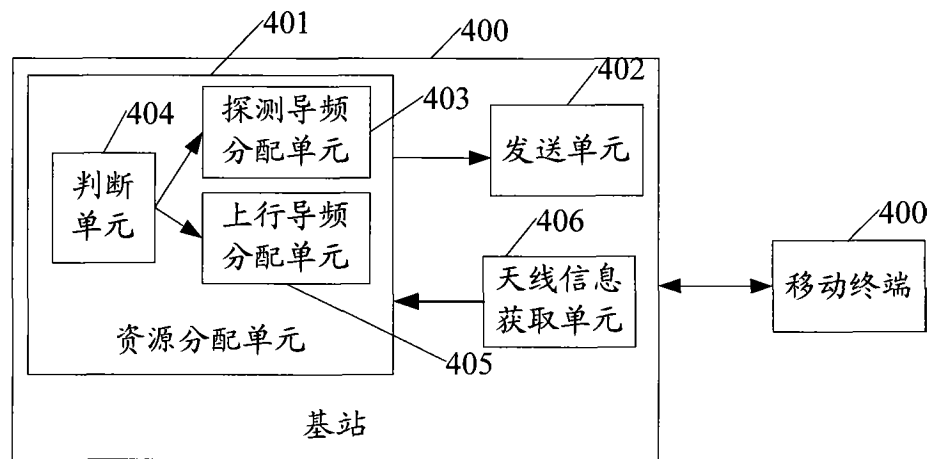 401
400
402
404
探测导频
分配单元
403
发送单元
判断
单元
上行导频
分配单元
406
400
天线信息
获取单元
移动终端
资源分配单元
405
基站